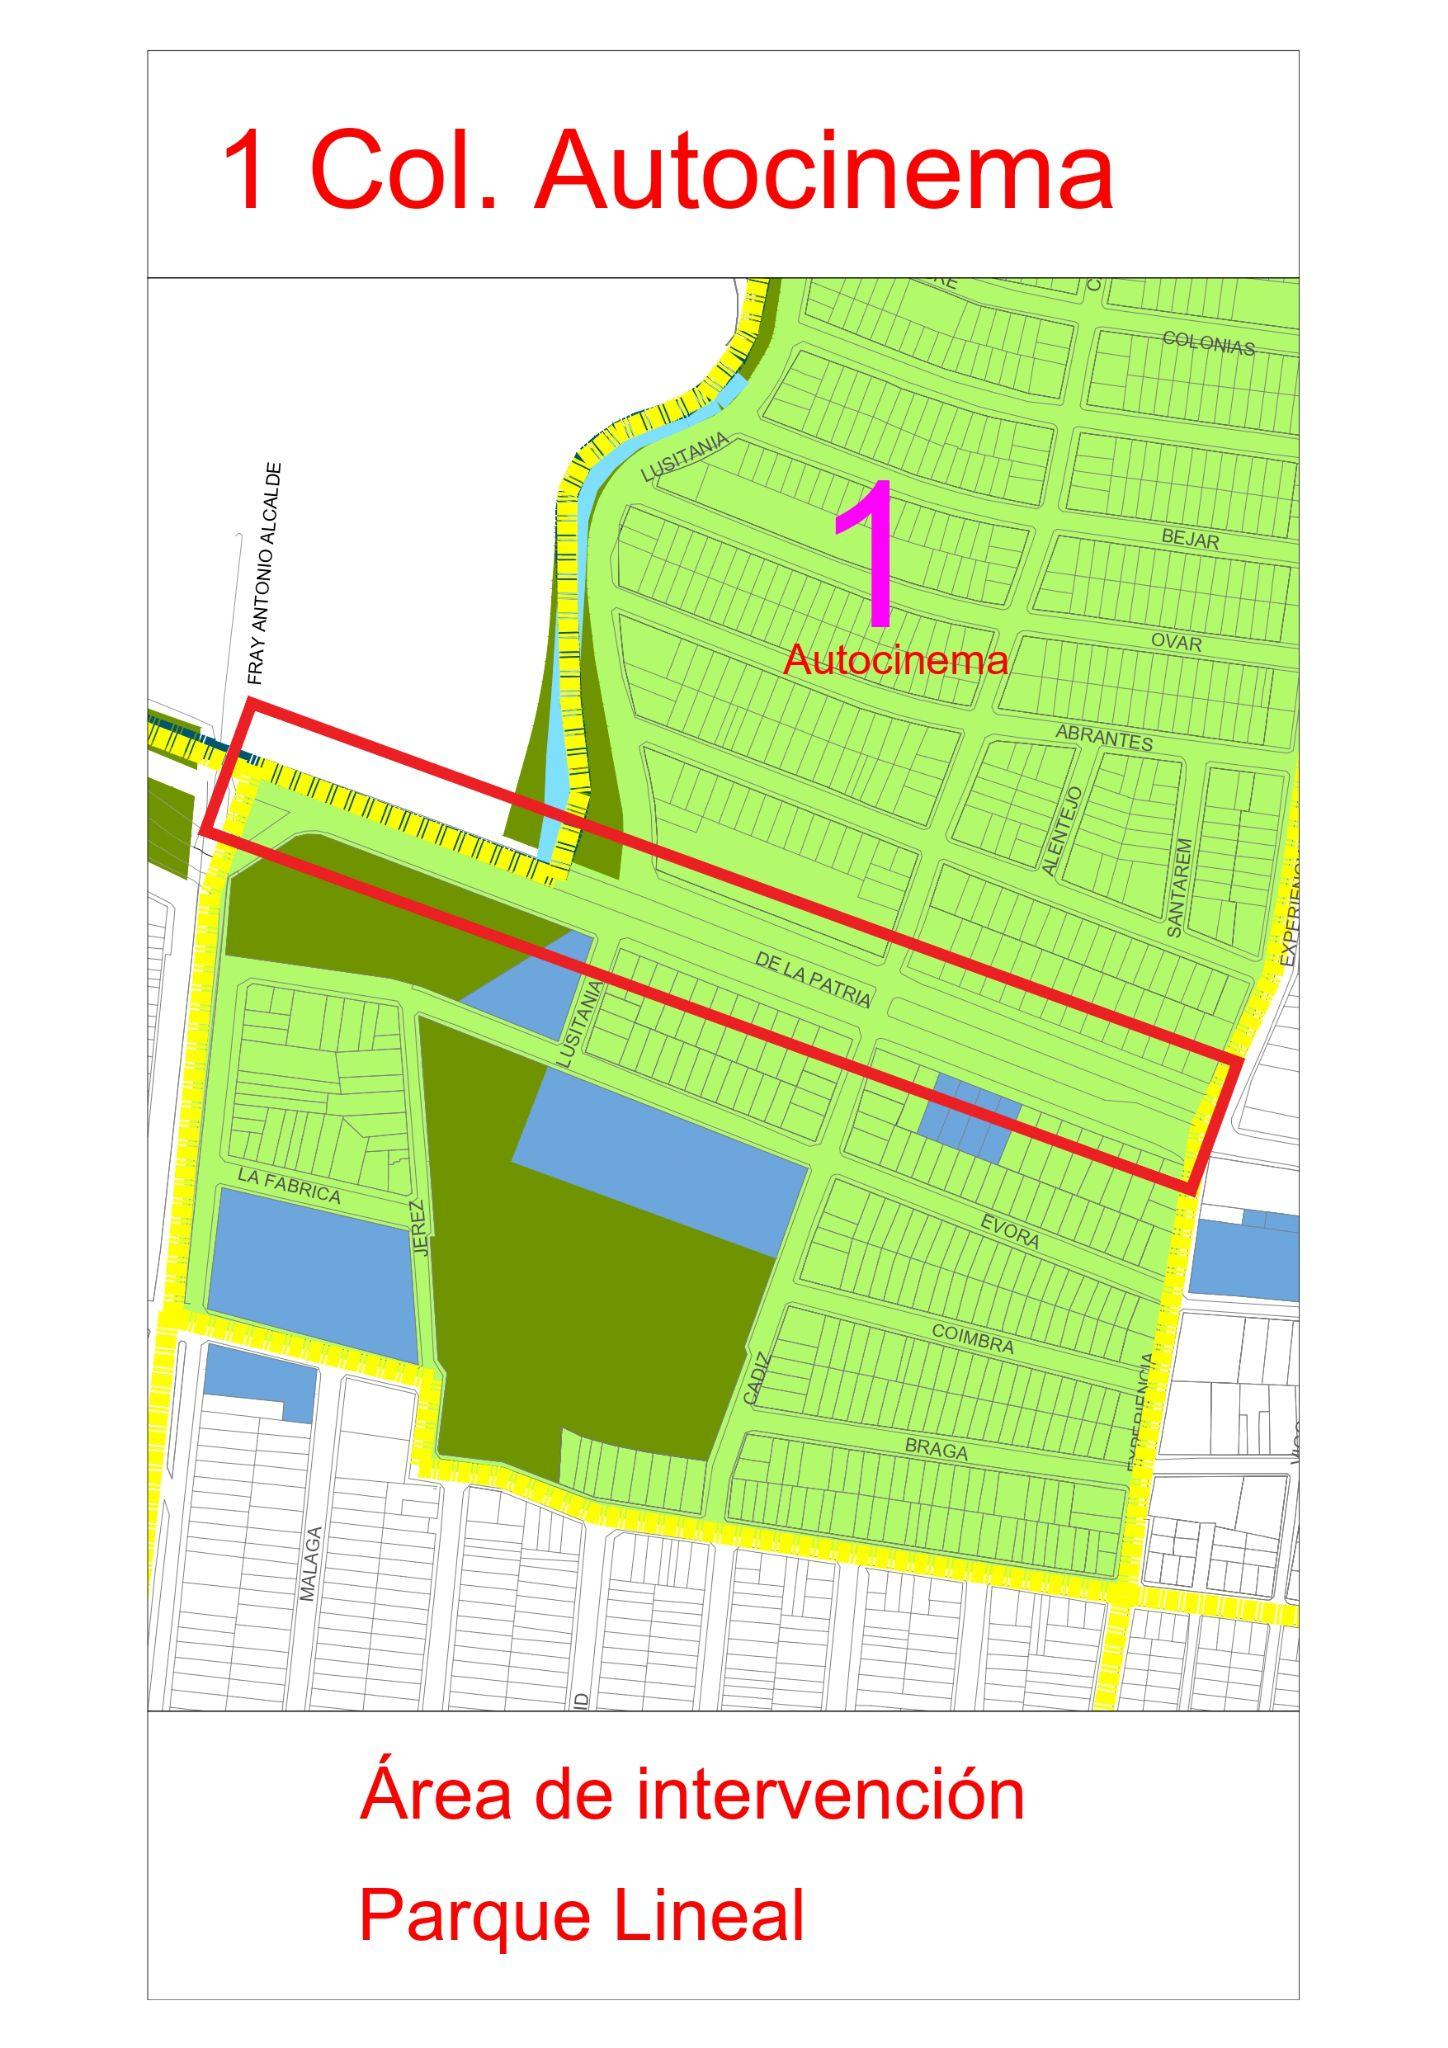 1 Col. Autocinema
COLONIAS
LUSITANIA
FRAY ANTONIO ALCALDE
1
BEJAR
OVAR
Autocinema
ABRANTES
ALENTEJO
SANTAREM
DE LA PATRIA
LUSITANIA
LA FABRICA
JEREZ
EVORA
COIMBRA
CADIZ
EXPERIENCIA
BRAGA
MALAGA
Área de intervención
Parque Lineal